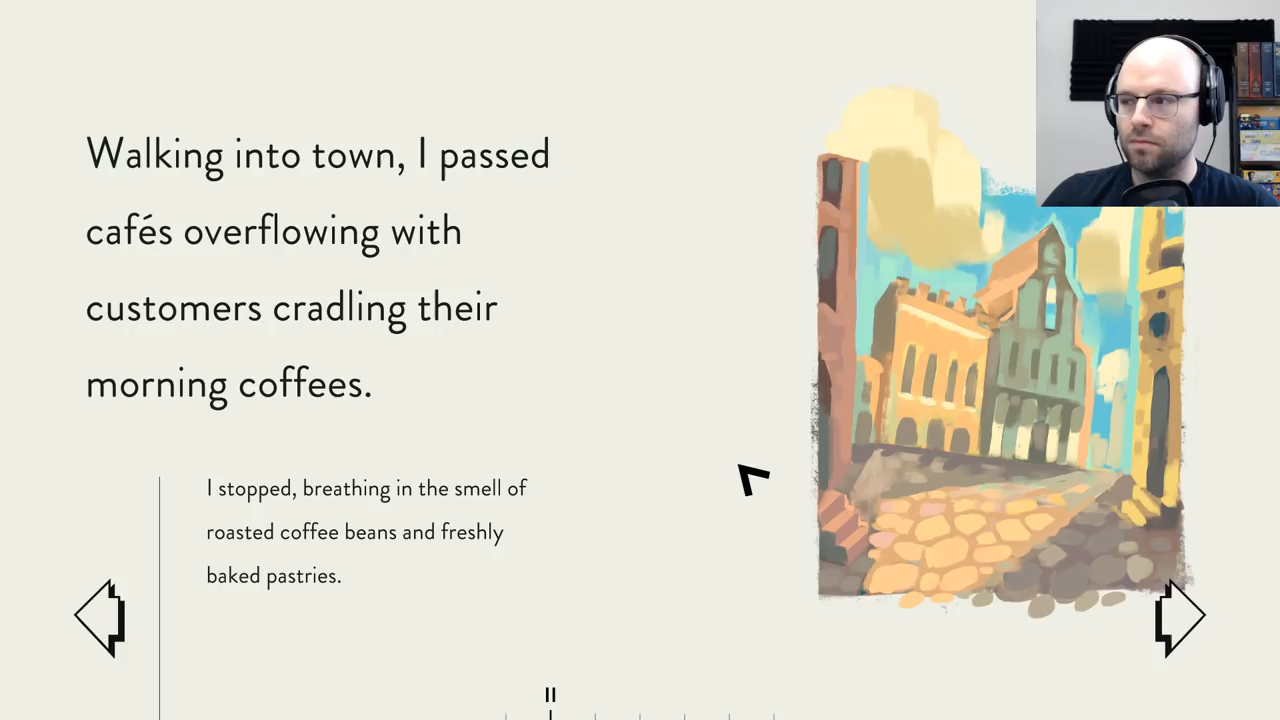 Walking into town, I passed
cafés overflowing with
customers cradling their
morning coffees.
I stopped, breathing in the smell of
roasted coffee beans and freshly
baked pastries.
II